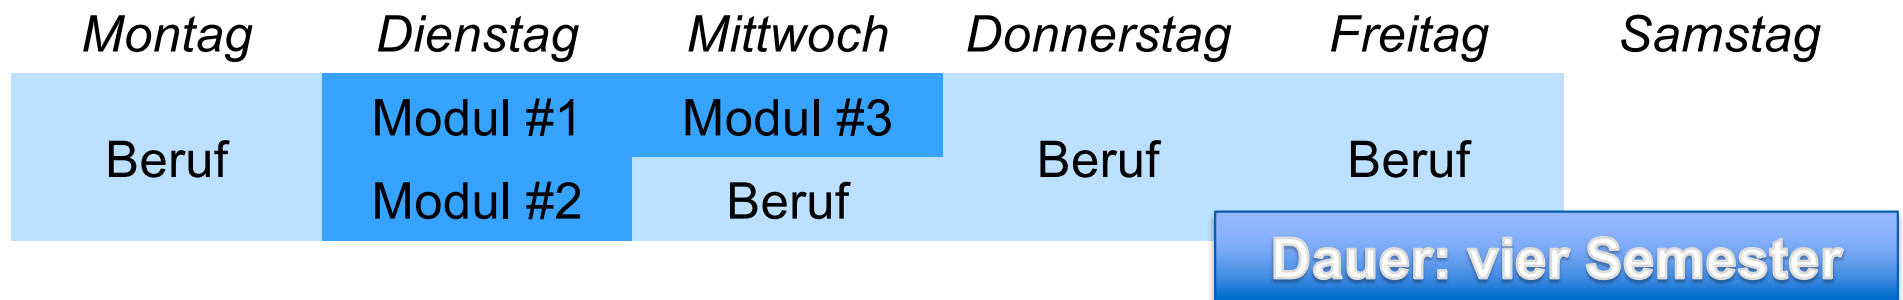 Montag Dienstag Mittwoch Donnerstag Freitag Samstag
Modul #1 Modul #3
Beruf Beruf Beruf
Modul #2 Beruf
Dauer: vier Semester